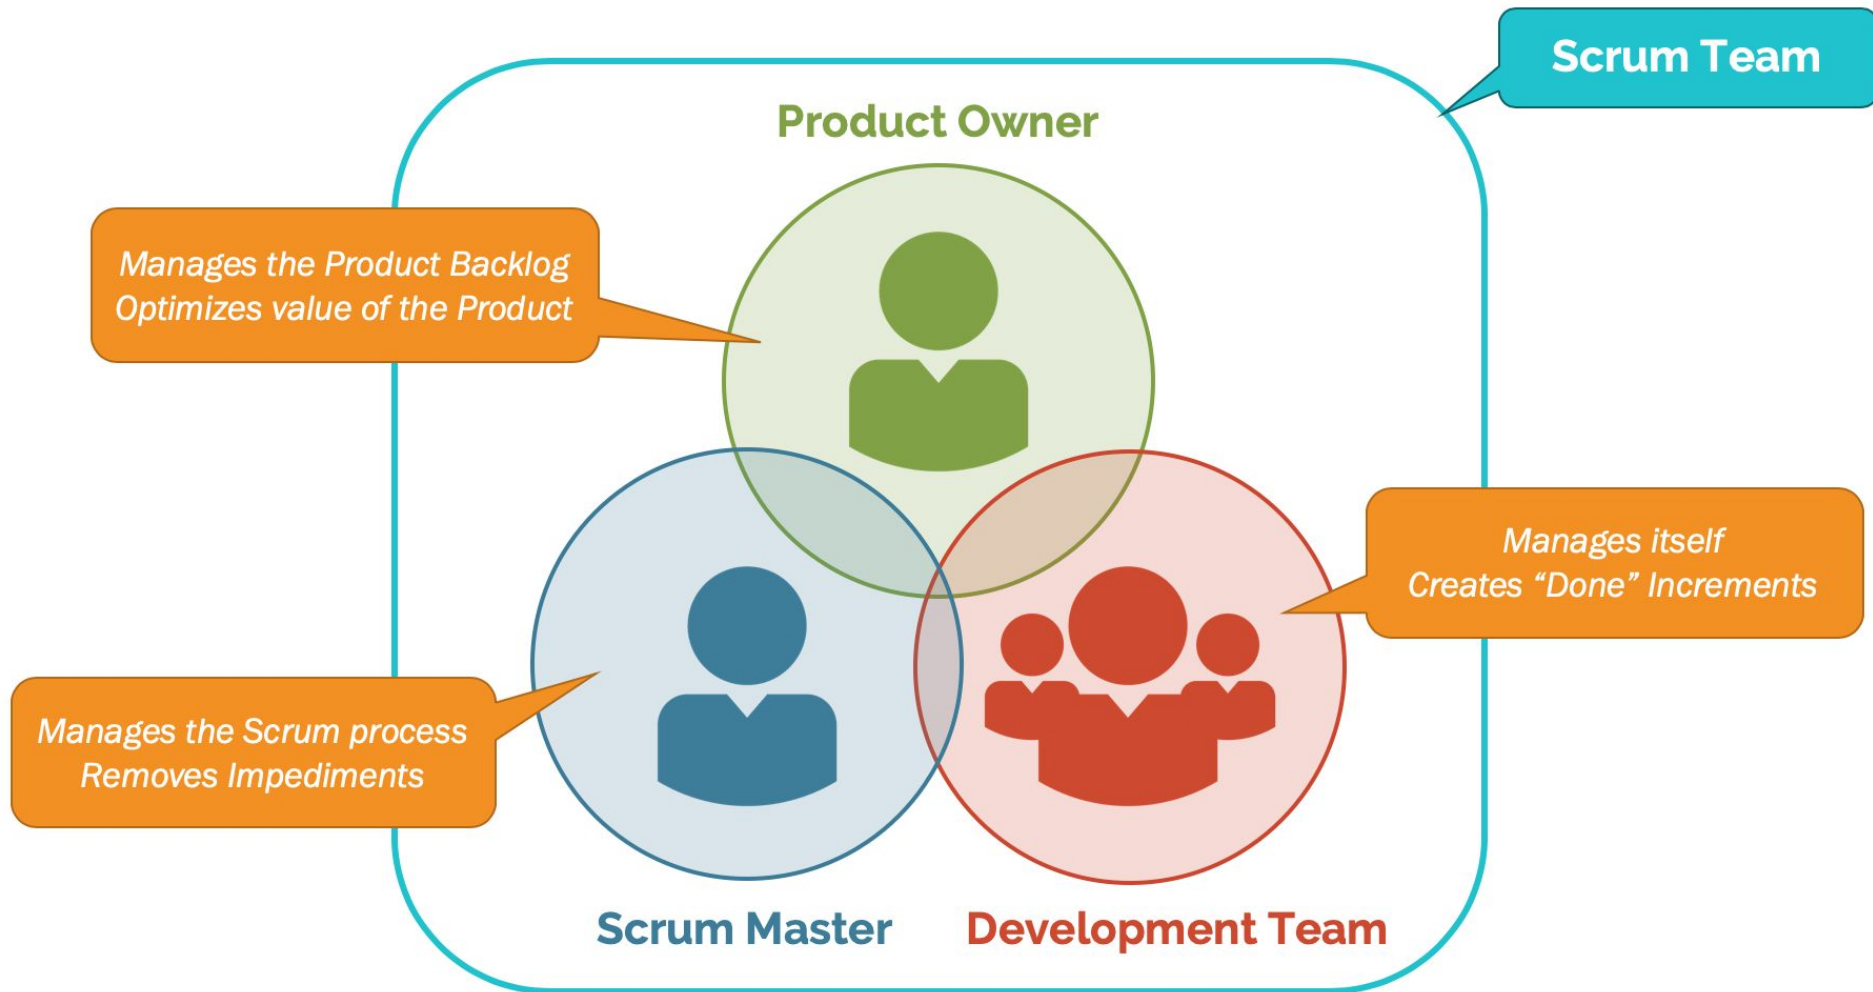 Scrum Team
Product Owner
Manages the Product Backlog
Optimizes value of the Product
Manages itself
Creates “Done” Increments
Manages the Scrum process
Removes Impediments
Scrum Master
Development Team